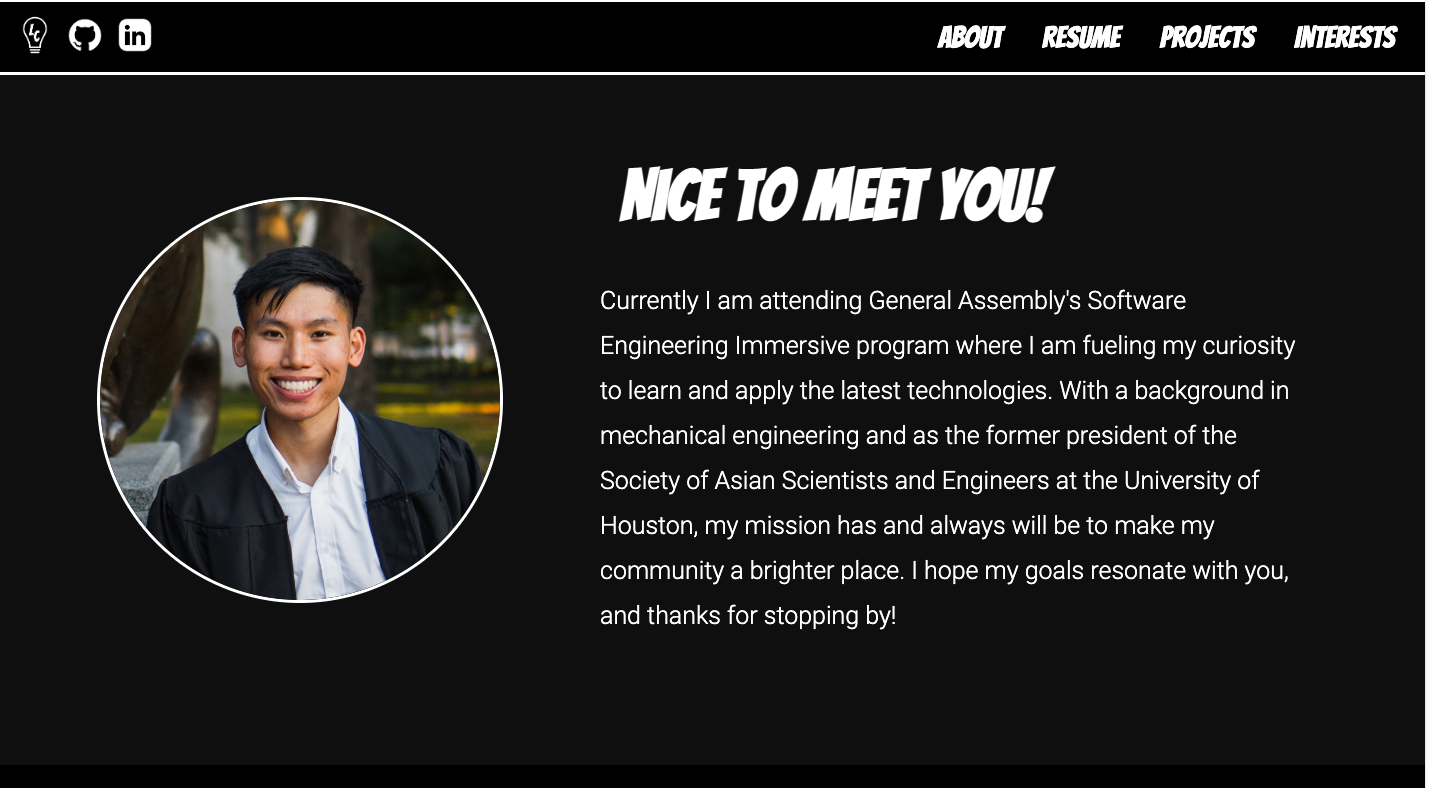 LC
in
ABOUT RESUME PROJECTS INTERESTS
NICE TO MEET YOU!
Currently I am attending General Assembly's Software
Engineering Immersive program where I am fueling my curiosity
to learn and apply the latest technologies. With a background in
mechanical engineering and as the former president of the
Society of Asian Scientists and Engineers at the University of
Houston, my mission has and always will be to make my
community a brighter place. I hope my goals resonate with you,
and thanks for stopping by!